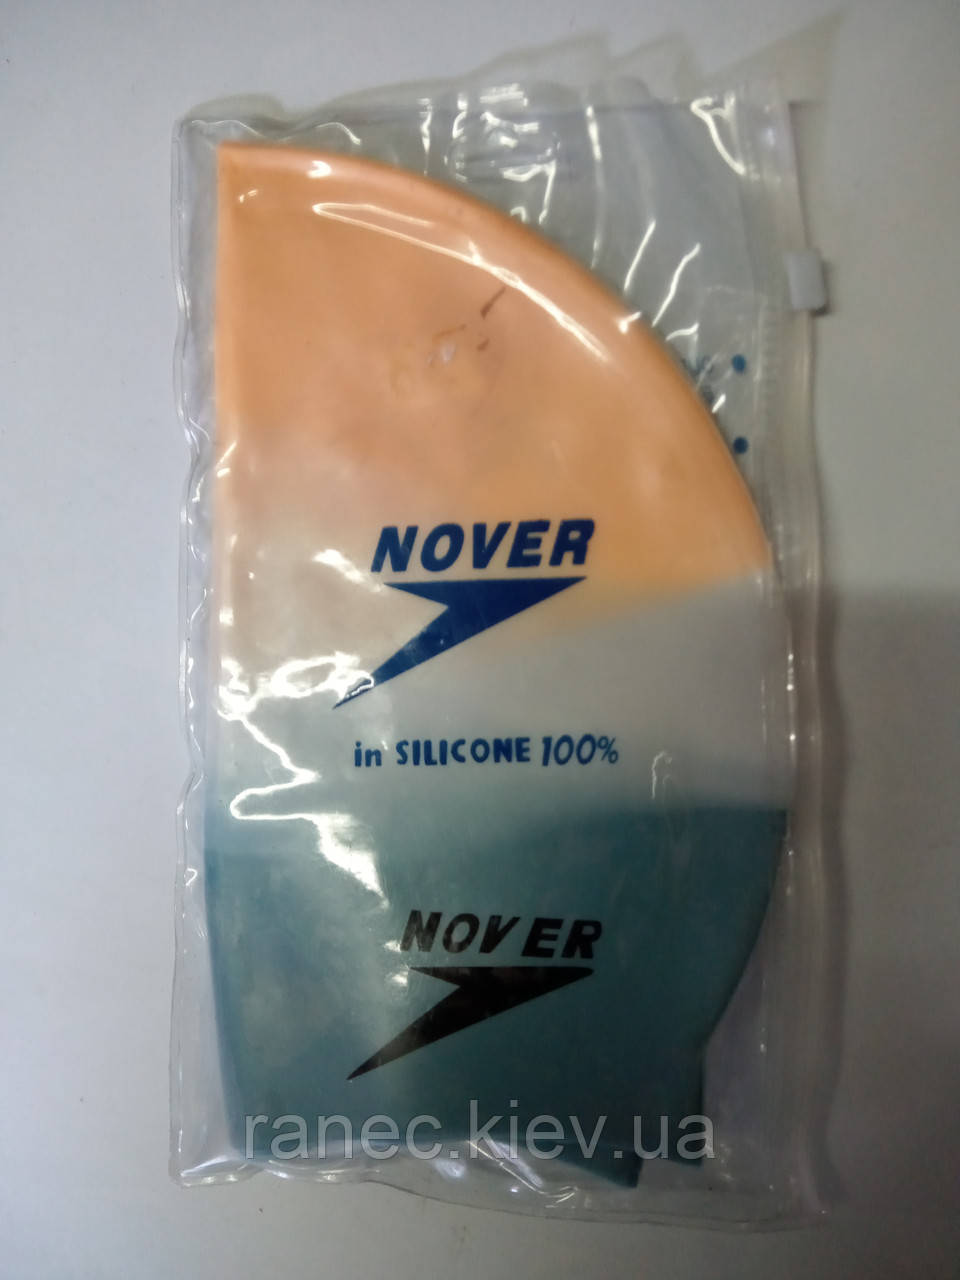 NOVER
in SILICONE 100%
NOVER
ranec.kiev.ua